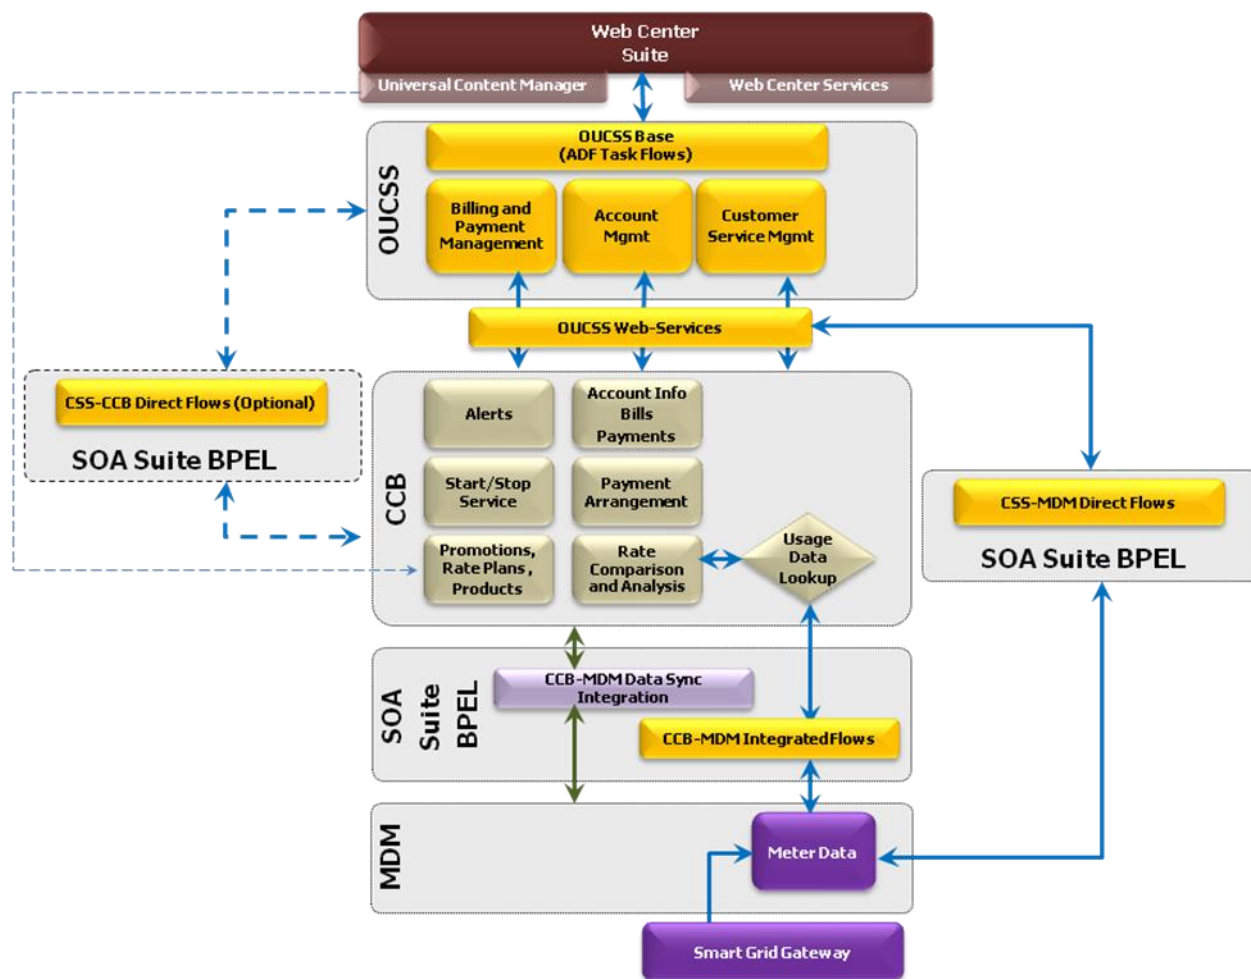 Web Center
Suite
Universal Content Manager
Web Center Services
OUCSS
OUCSS Base
(ADF Task Flows)
Billing and
Payment
Management
Account
Mgmt
Customer
Service Mgmt
OUCSS Web-Services
CSS-CCB Direct Flows (Optional)
SOA Suite BPEL
CCB
Alerts
Account Info
Bills
Payments
Start/Stop
Service
Payment
Arrangement
Promotions,
Rate Plans,
Products
Rate
Comparison
and Analysis
Usage
Data
Lookup
CSS-MDM Direct Flows
SOA Suite BPEL
SOA
Suite
BPEL
CCB-MDM Data Sync
Integration
CCB-MDM Integrated Flows
MDM
Meter Data
Smart Grid Gateway